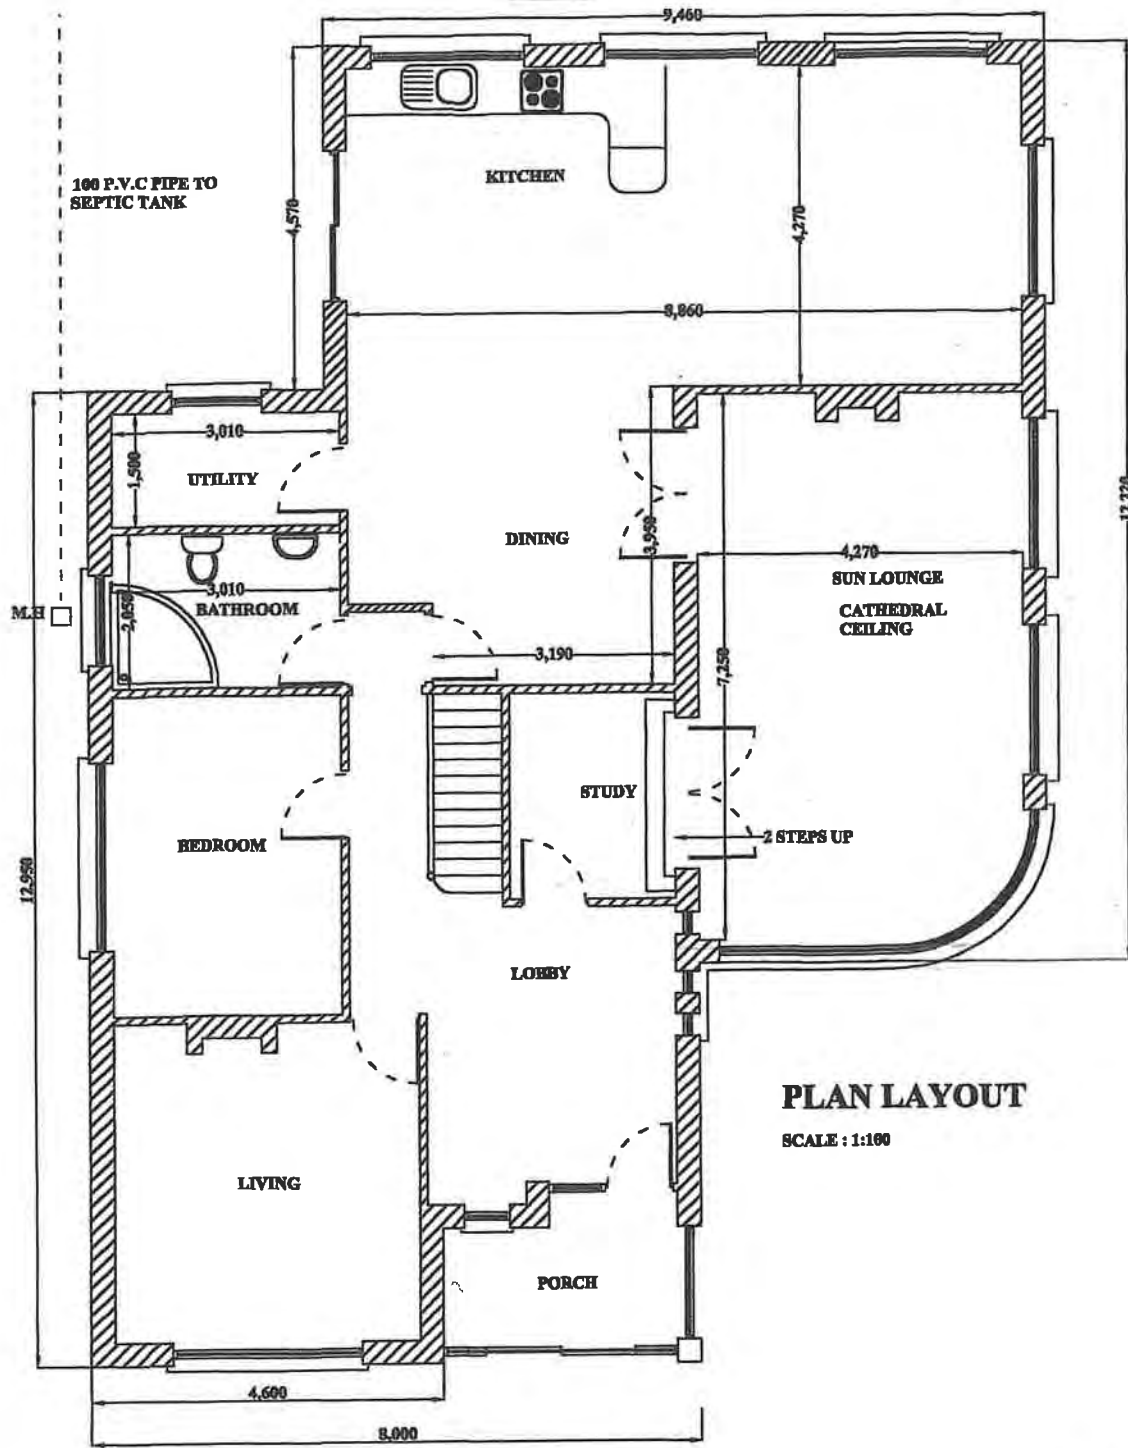 9,460
100 P.V.C PIPE TO
SEPTIC TANK
KITCHEN
4,570
4,270
8,860
3,010
1,500
UTILITY
DINING
3,950
4,270
SUN LOUNGE
CATHEDRAL
CEILING
M.H
3,010
BATHROOM
2,050
3,190
7,250
STUDY
2 STEPS UP
BEDROOM
12,950
LOBBY
PLAN LAYOUT
SCALE : 1:100
LIVING
PORCH
4,600
8,000